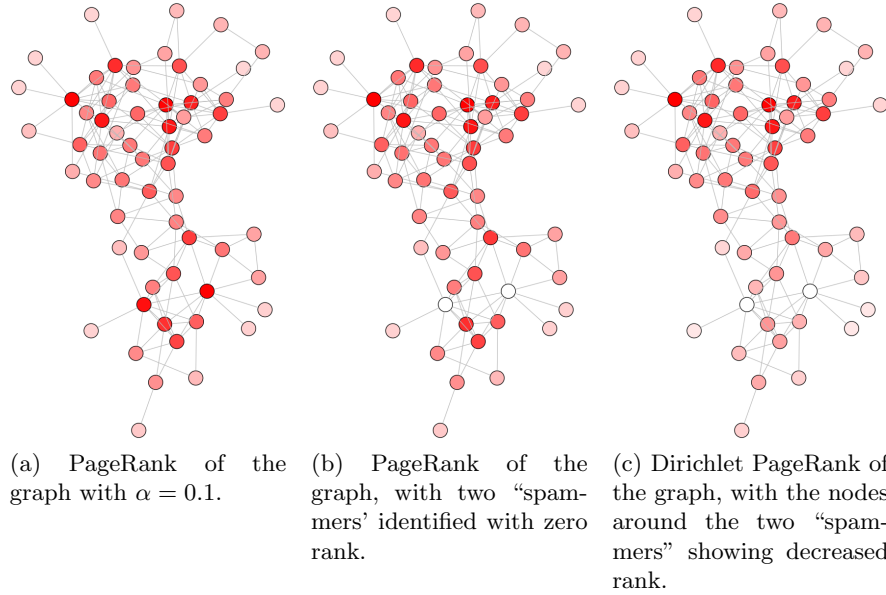 (a) PageRank of the
graph with α = 0.1.
(b) PageRank of the
graph, with two “spam-
mers’ identified with zero
rank.
(c) Dirichlet PageRank of
the graph, with the nodes
around the two “spam-
mers” showing decreased
rank.